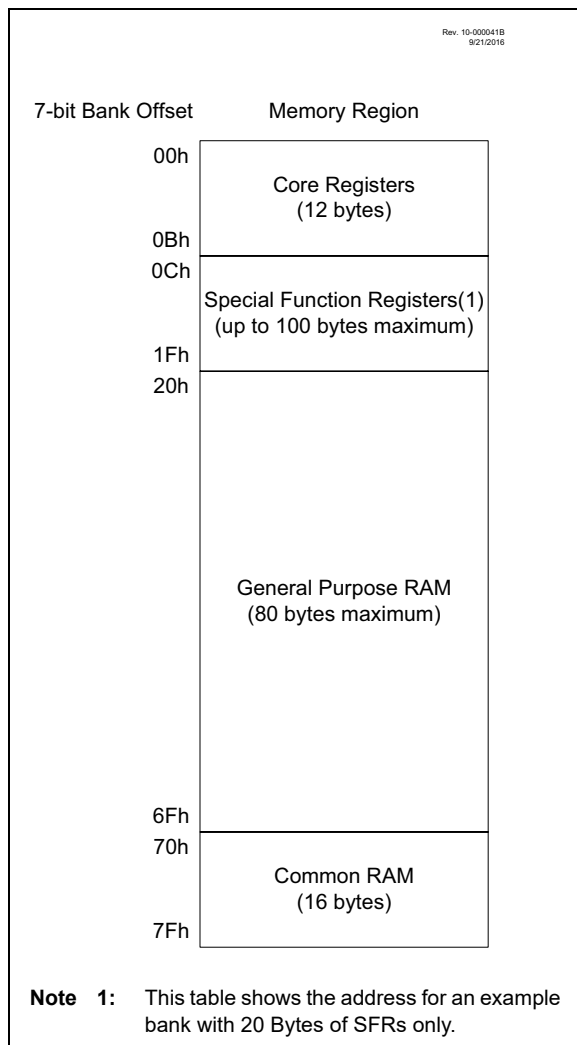 Rev. 10-000041B
9/21/2016
7-bit Bank Offset Memory Region
00h
Core Registers
(12 bytes)
0Bh
0Ch
Special Function Registers(1)
(up to 100 bytes maximum)
1Fh
20h
General Purpose RAM
(80 bytes maximum)
6Fh
70h
Common RAM
(16 bytes)
7Fh
Note 1: This table shows the address for an example
bank with 20 Bytes of SFRs only.